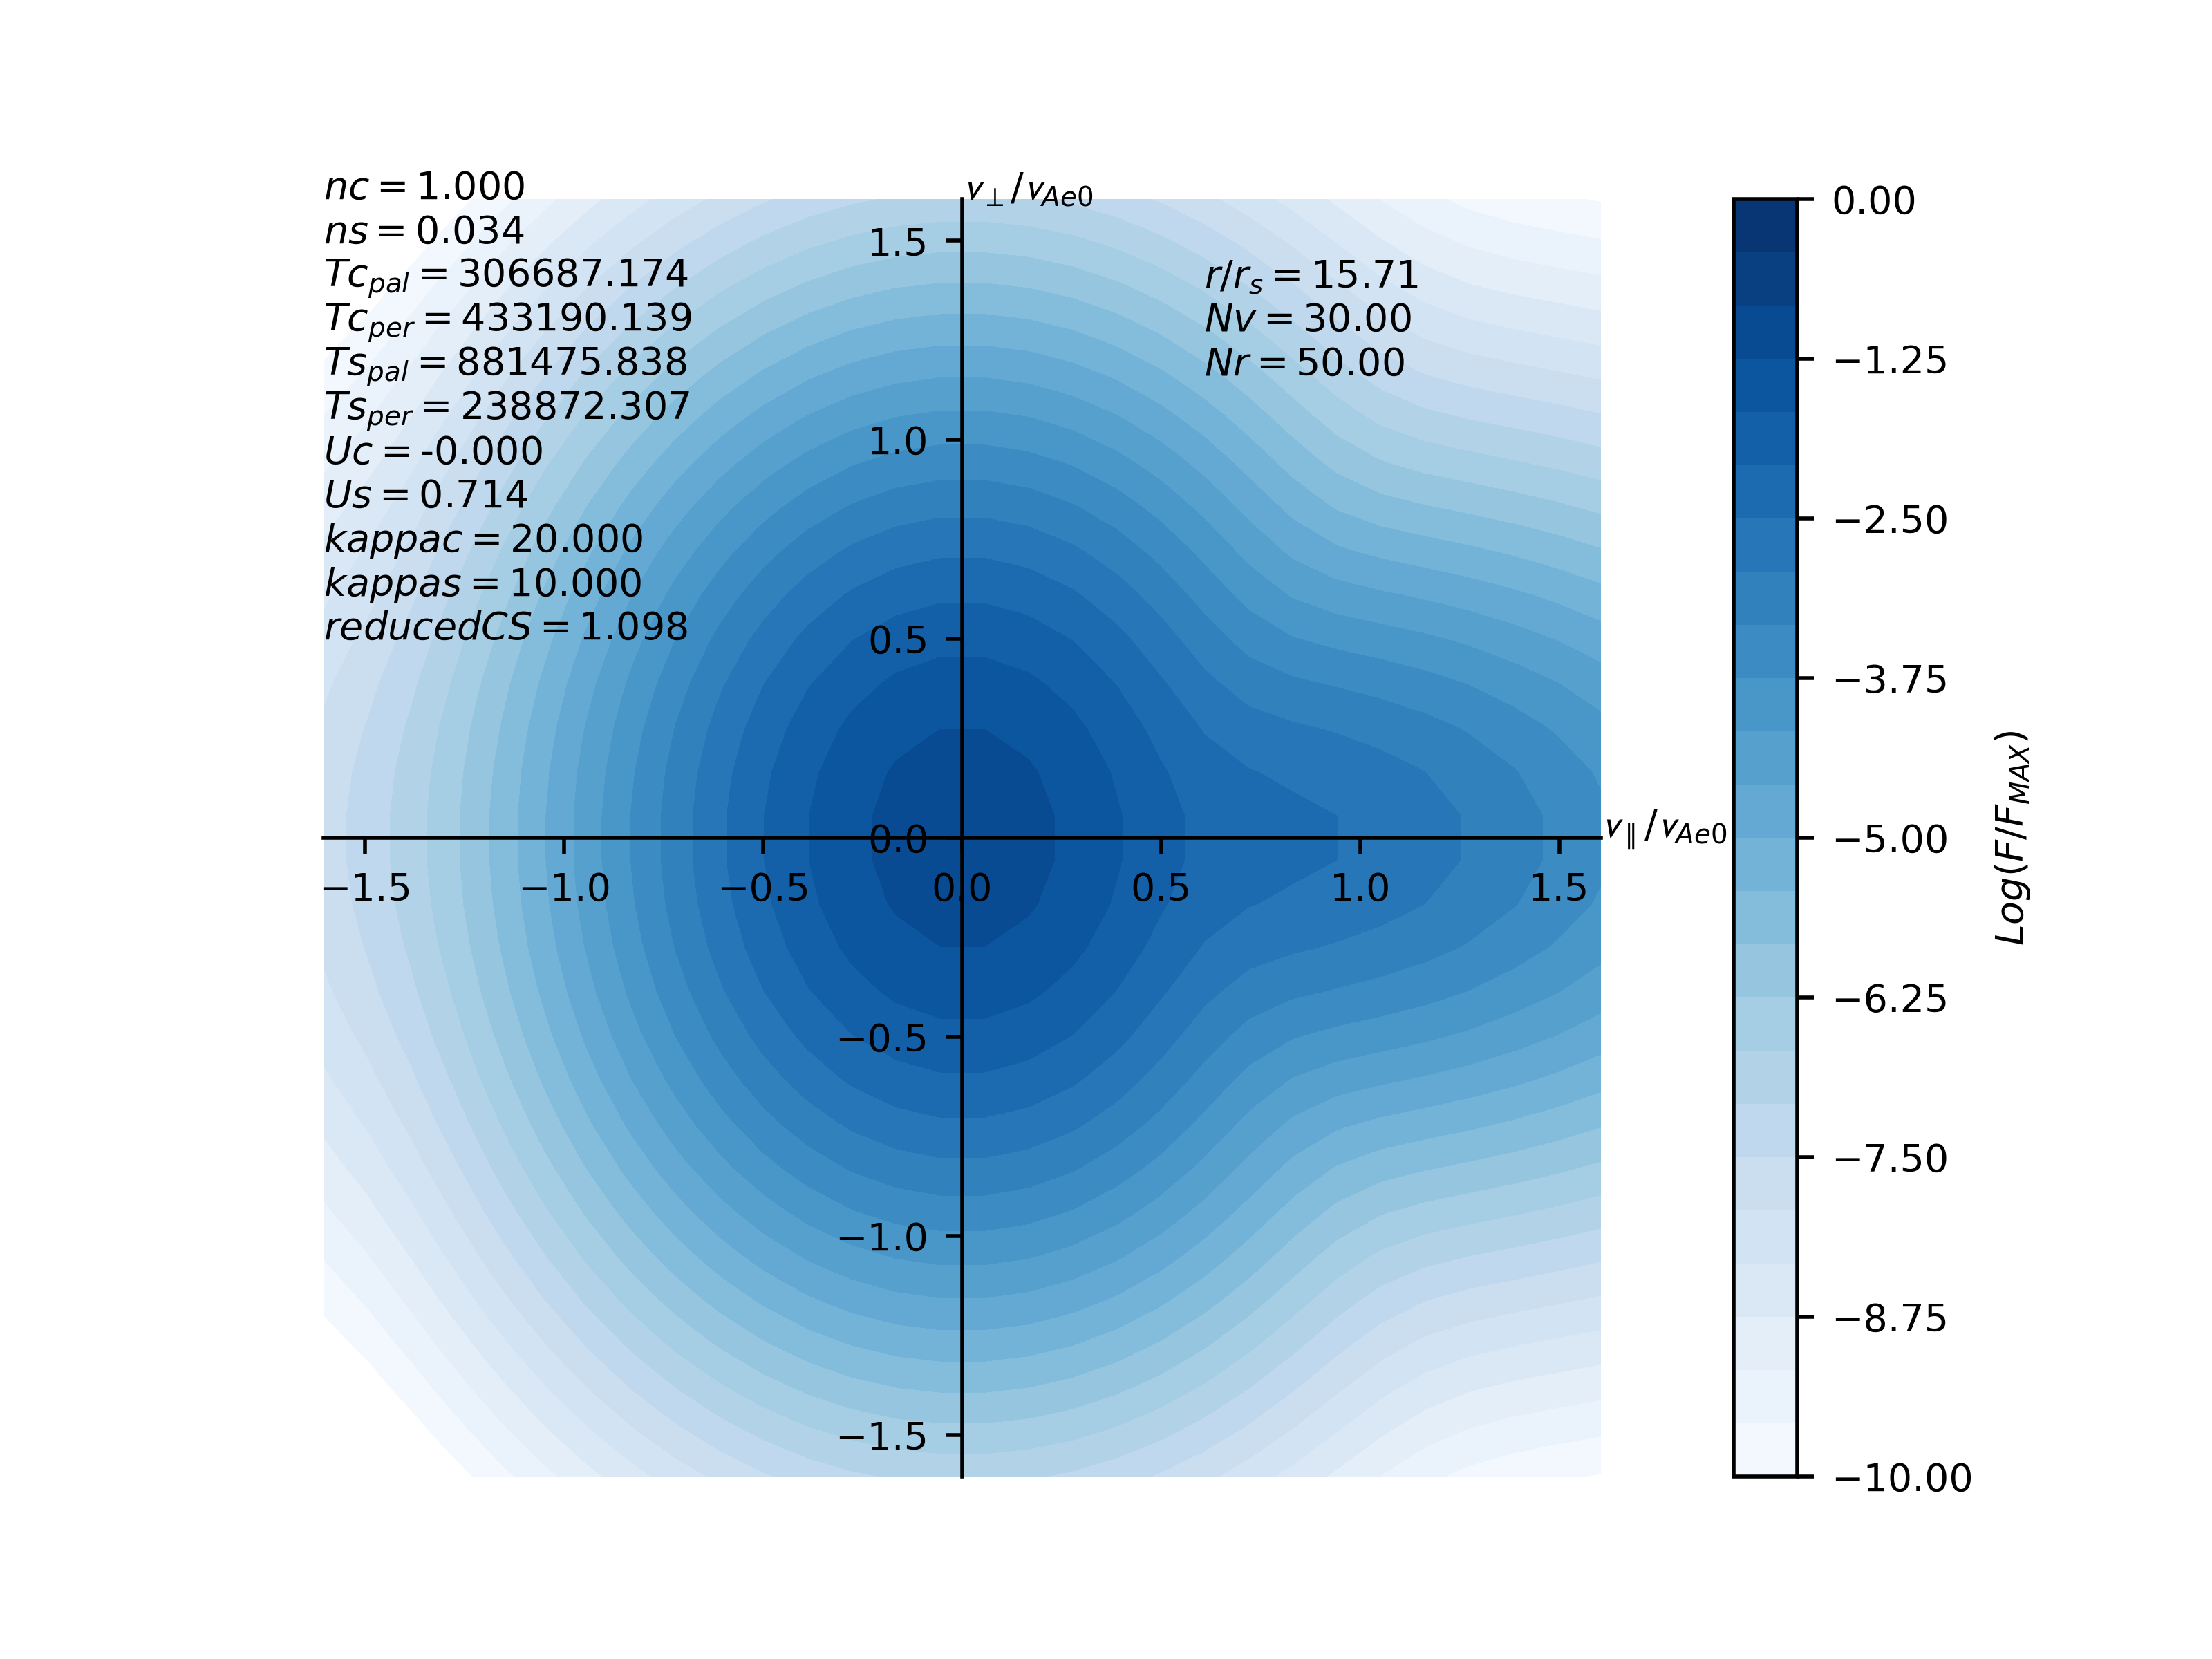 nc = 1.000
ns = 0.034
Tc_pal = 306687.174
Tc_per = 433190.139
Ts_pal = 881475.838
Ts_per = 238872.307
Uc = -0.000
Us = 0.714
kappac = 20.000
kappas = 10.000
reducedCS = 1.098
v⊥/v_Ae0
r/r_s = 15.71
Nv = 30.00
Nr = 50.00
1.5
1.0
0.5
0.0
−0.5
−1.0
−1.5
−1.5 −1.0 −0.5 0.0 0.5 1.0 1.5
v∥/v_Ae0
0.00
−1.25
−2.50
−3.75
−5.00
−6.25
−7.50
−8.75
−10.00
Log(F/F_MAX)